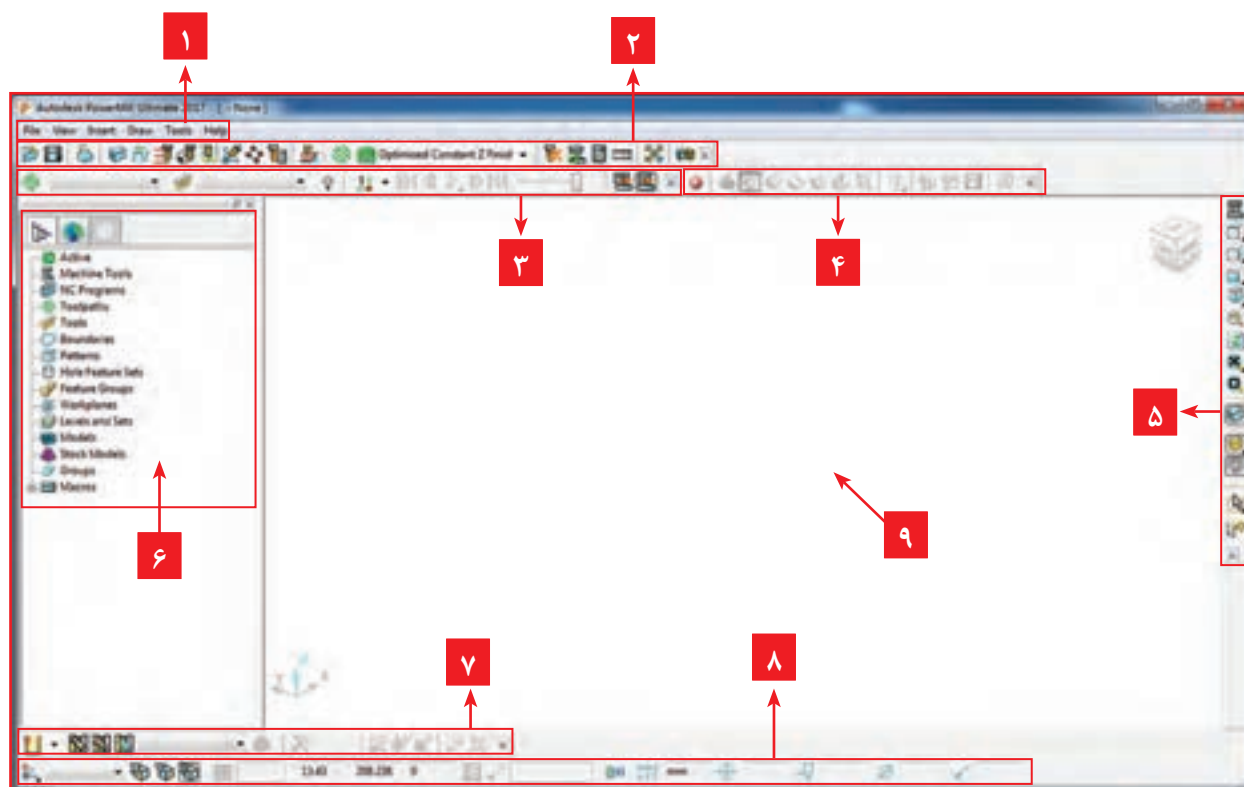 ۱
۲
Autodesk PowerMill Ultimate 2017 - [ - None ]
File View Insert Draw Tools Help
Optimised Constant Z Finish
۳
۴
Active
Machine Tools
NC Programs
Toolpaths
Tools
Boundaries
Patterns
Hole Feature Sets
Feature Groups
Workplanes
Levels and Sets
Models
Stock Models
Groups
Macros
۵
۶
۹
۷
۸